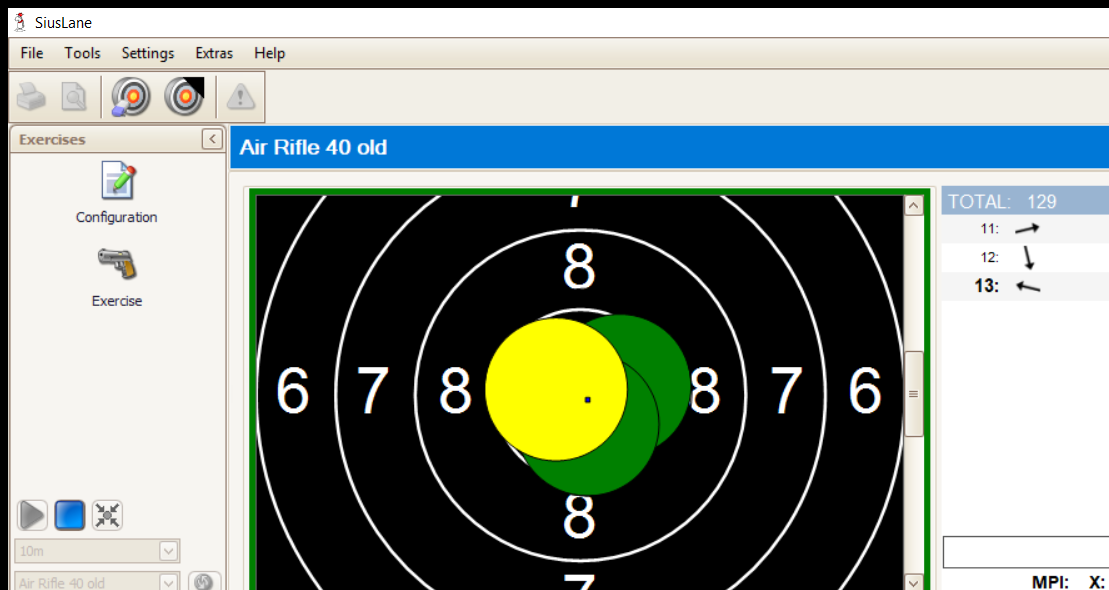 SiusLane
File Tools Settings Extras Help
Exercises
Air Rifle 40 old
Configuration
Exercise
TOTAL: 129
11:
12:
13:
7
8
6 7 8 8 7 6
8
7
10m
Air Rifle 40 old
MPI: X: